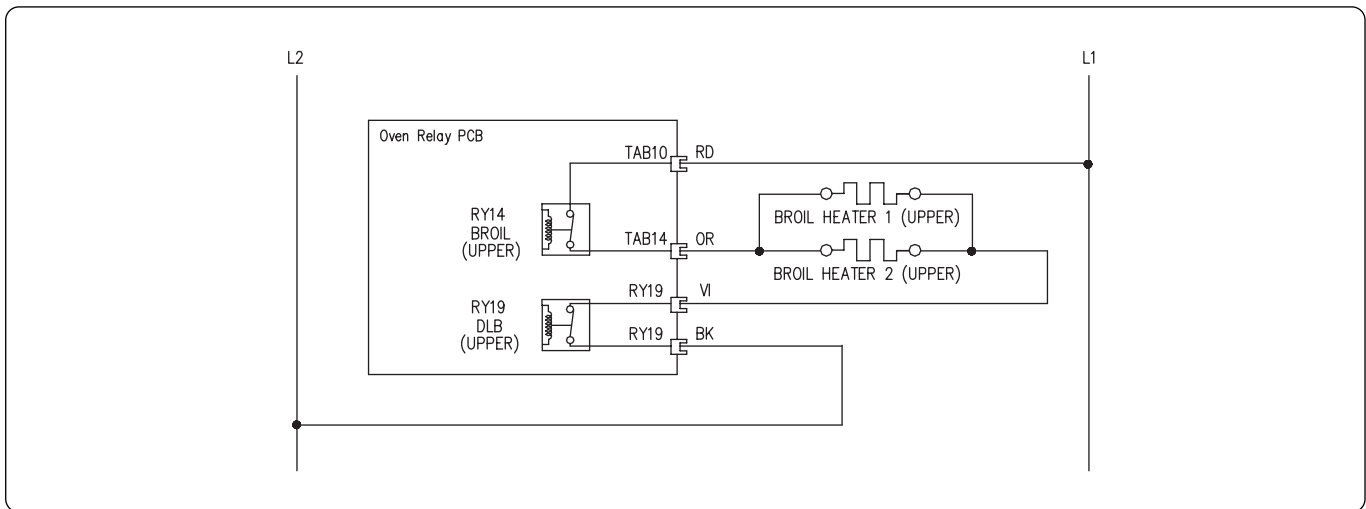 L2
L1
Oven Relay PCB
TAB10 RD
BROIL HEATER 1 (UPPER)
RY14
BROIL
(UPPER)
TAB14 OR
BROIL HEATER 2 (UPPER)
RY19 VI
RY19
DLB
(UPPER)
RY19 BK